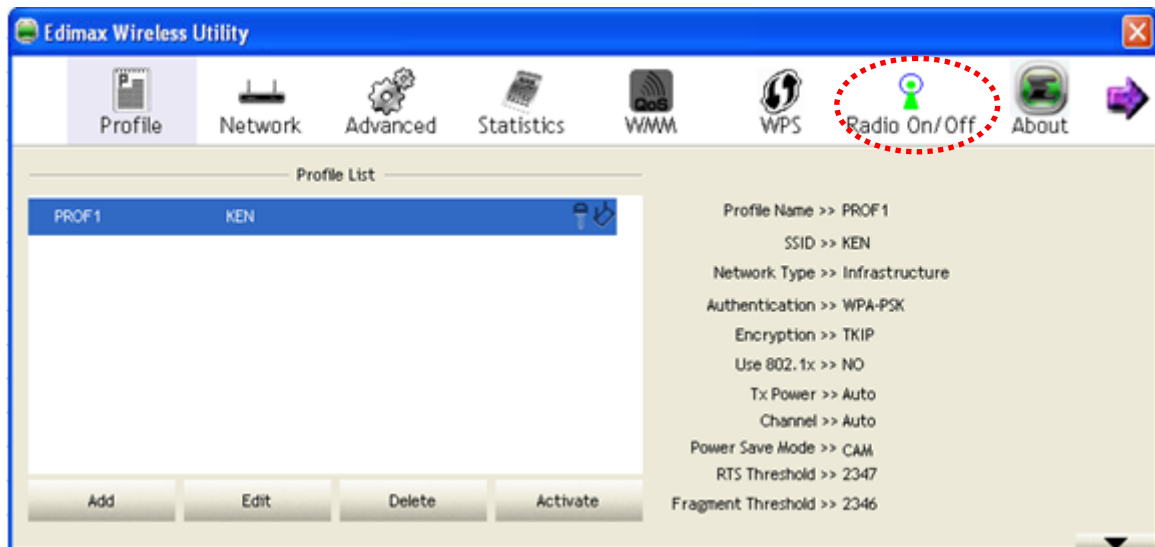 Edimax Wireless Utility
Profile Network Advanced Statistics QoS WMM WPS Radio On/Off About
Profile List
PROF1 KEN
Profile Name >> PROF1
SSID >> KEN
Network Type >> Infrastructure
Authentication >> WPA-PSK
Encryption >> TKIP
Use 802.1x >> NO
Tx Power >> Auto
Channel >> Auto
Power Save Mode >> CAM
RTS Threshold >> 2347
Fragment Threshold >> 2346
Add Edit Delete Activate